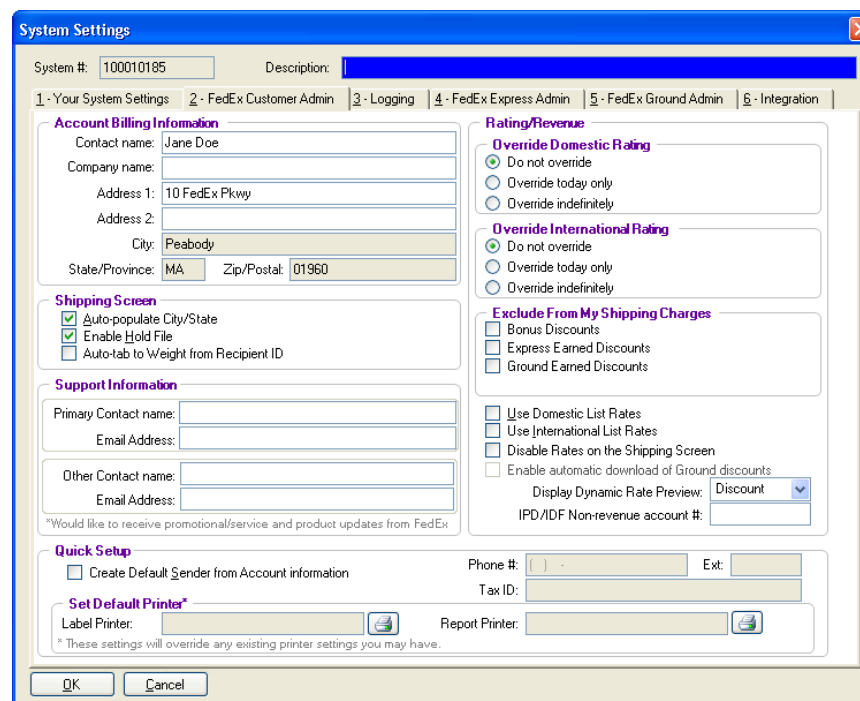 System Settings
System #: 100010185 Description:
1 - Your System Settings 2 - FedEx Customer Admin 3 - Logging 4 - FedEx Express Admin 5 - FedEx Ground Admin 6 - Integration
Account Billing Information
Contact name: Jane Doe
Company name:
Address 1: 10 FedEx Pkwy
Address 2:
City: Peabody
State/Province: MA Zip/Postal: 01960
Shipping Screen
Auto-populate City/State
Enable Hold File
Auto-tab to Weight from Recipient ID
Support Information
Primary Contact name:
Email Address:
Other Contact name:
Email Address:
*Would like to receive promotional/service and product updates from FedEx
Rating/Revenue
Override Domestic Rating
Do not override
Override today only
Override indefinitely
Override International Rating
Do not override
Override today only
Override indefinitely
Exclude From My Shipping Charges
Bonus Discounts
Express Earned Discounts
Ground Earned Discounts
Use Domestic List Rates
Use International List Rates
Disable Rates on the Shipping Screen
Enable automatic download of Ground discounts
Display Dynamic Rate Preview: Discount
IPD/IDF Non-revenue account #:
Quick Setup
Create Default Sender from Account information
Phone #: ( ) - Ext:
Tax ID:
Set Default Printer*
Label Printer: Report Printer:
* These settings will override any existing printer settings you may have.
OK Cancel